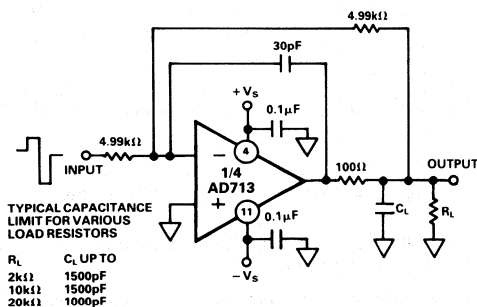 4.99kΩ
30pF
+VS
0.1µF
4.99kΩ
4
INPUT
−
1/4
AD713
+
100Ω
OUTPUT
11
0.1µF
CL
RL
−VS
TYPICAL CAPACITANCE
LIMIT FOR VARIOUS
LOAD RESISTORS
RL CL UP TO
2kΩ 1500pF
10kΩ 1500pF
20kΩ 1000pF